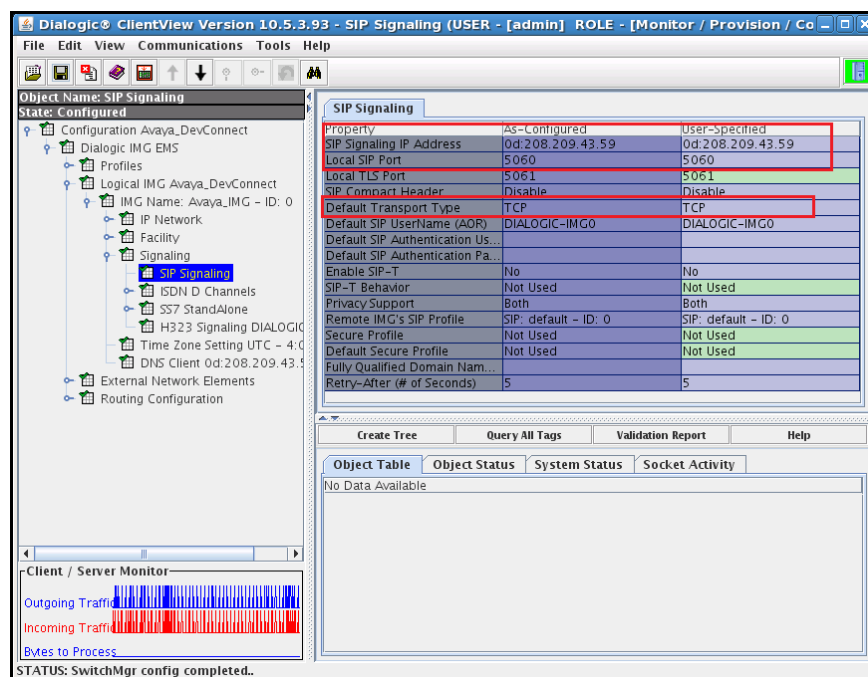 Dialogic® ClientView Version 10.5.3.93 - SIP Signaling (USER - [admin] ROLE - [Monitor / Provision / Co
File Edit View Communications Tools Help
Object Name: SIP Signaling
State: Configured
Configuration Avaya_DevConnect
Dialogic IMG EMS
Profiles
Logical IMG Avaya_DevConnect
IMG Name: Avaya_IMG - ID: 0
IP Network
Facility
Signaling
SIP Signaling
ISDN D Channels
SS7 StandAlone
H323 Signaling DIALOGIC
Time Zone Setting UTC - 4:0
DNS Client 0d:208.209.43.5
External Network Elements
Routing Configuration
SIP Signaling
Property As-Configured User-Specified
SIP Signaling IP Address 0d:208.209.43.59 0d:208.209.43.59
Local SIP Port 5060 5060
Local TLS Port 5061 5061
SIP Compact Header Disable Disable
Default Transport Type TCP TCP
Default SIP UserName (AOR) DIALOGIC-IMG0 DIALOGIC-IMG0
Default SIP Authentication Us...
Default SIP Authentication Pa...
Enable SIP-T No No
SIP-T Behavior Not Used Not Used
Privacy Support Both Both
Remote IMG's SIP Profile SIP: default - ID: 0 SIP: default - ID: 0
Secure Profile Not Used Not Used
Default Secure Profile Not Used Not Used
Fully Qualified Domain Nam...
Retry-After (# of Seconds) 5 5
Create Tree Query All Tags Validation Report Help
Object Table Object Status System Status Socket Activity
No Data Available
Client / Server Monitor
Outgoing Traffic
Incoming Traffic
Bytes to Process
STATUS: SwitchMgr config completed..